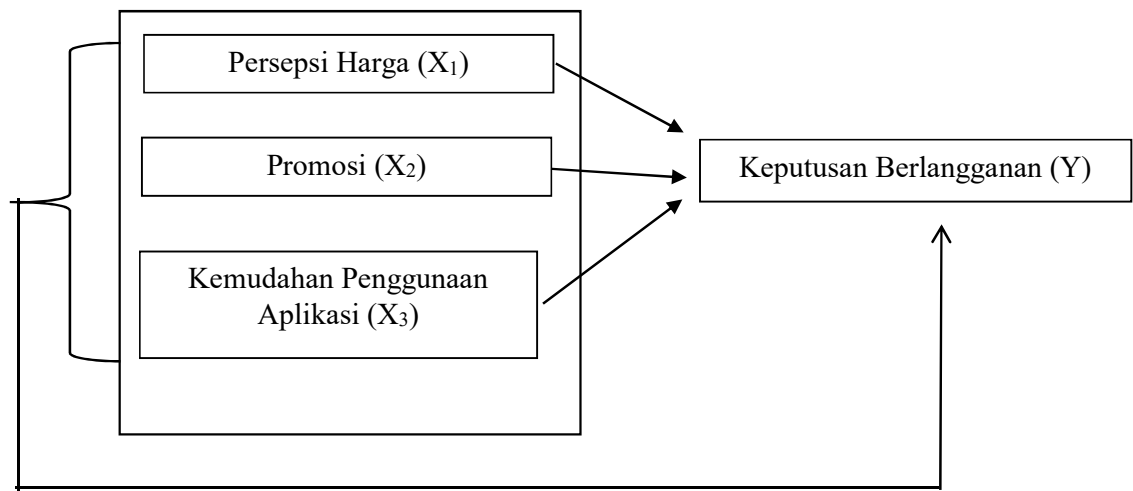 Persepsi Harga (X₁)
Promosi (X₂)
Keputusan Berlangganan (Y)
Kemudahan Penggunaan
Aplikasi (X₃)